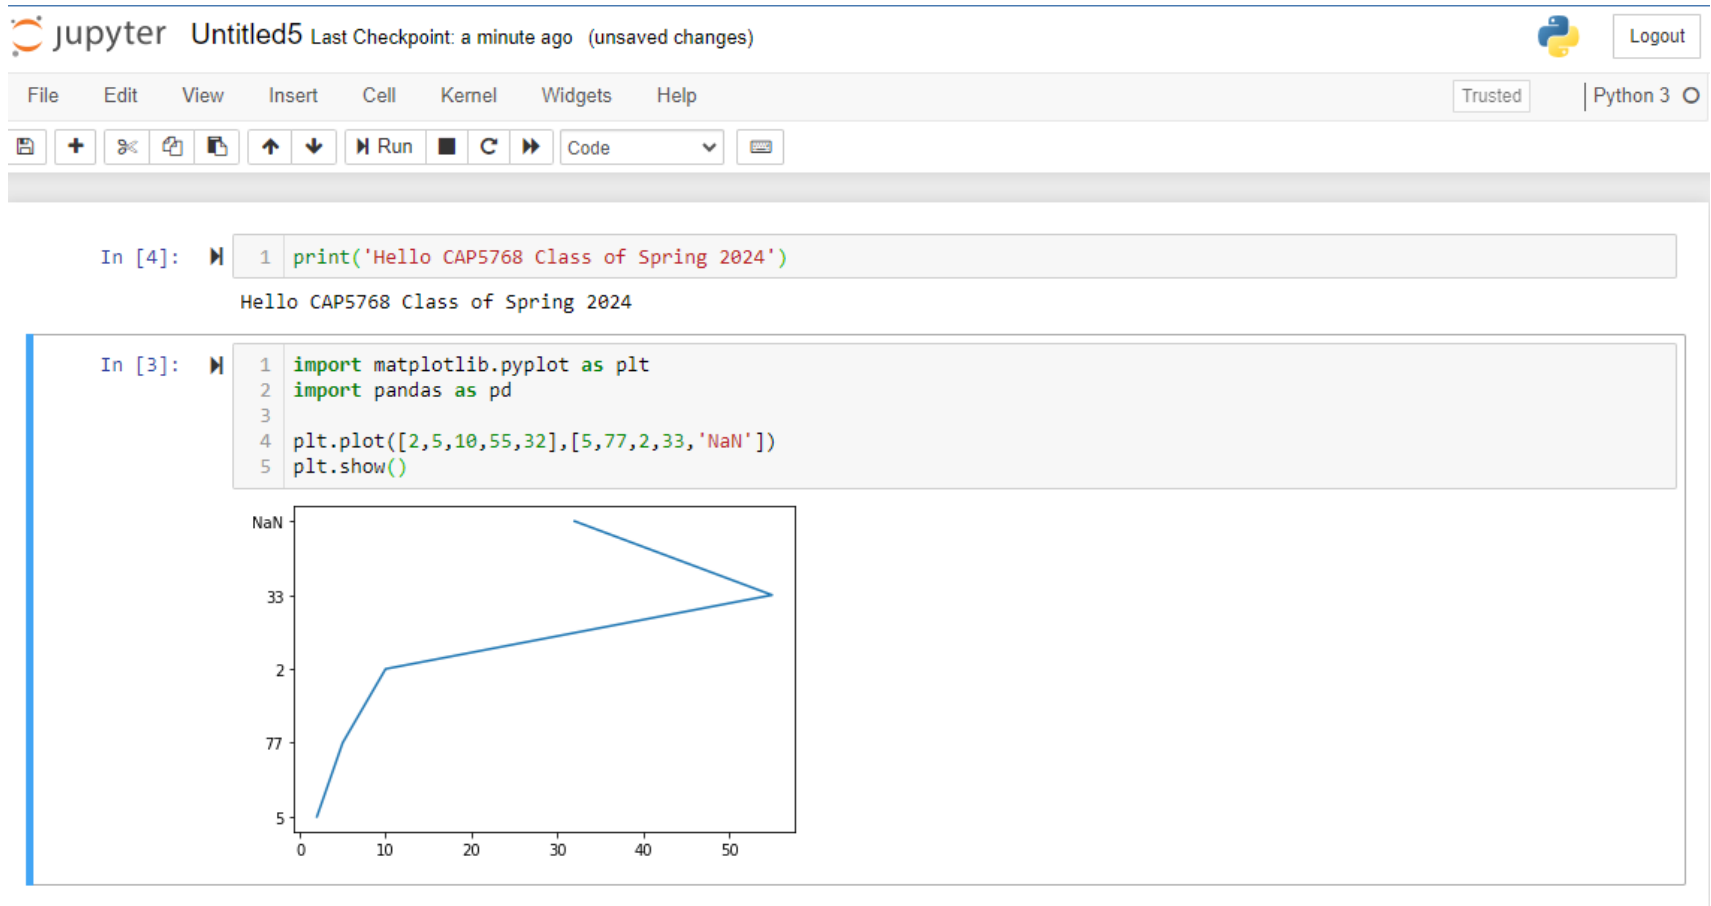 jupyter Untitled5 Last Checkpoint: a minute ago (unsaved changes) Logout
File Edit View Insert Cell Kernel Widgets Help Trusted Python 3
Run Code
In [4]: 1 print('Hello CAP5768 Class of Spring 2024')
Hello CAP5768 Class of Spring 2024
In [3]: 1 import matplotlib.pyplot as plt
2 import pandas as pd
3
4 plt.plot([2,5,10,55,32],[5,77,2,33,'NaN'])
5 plt.show()
NaN
33
2
77
5
0 10 20 30 40 50